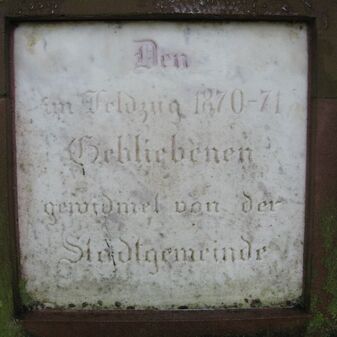 Den
im Feldzug 1870-71
Gebliebenen
gewidmet von der
Stadtgemeinde